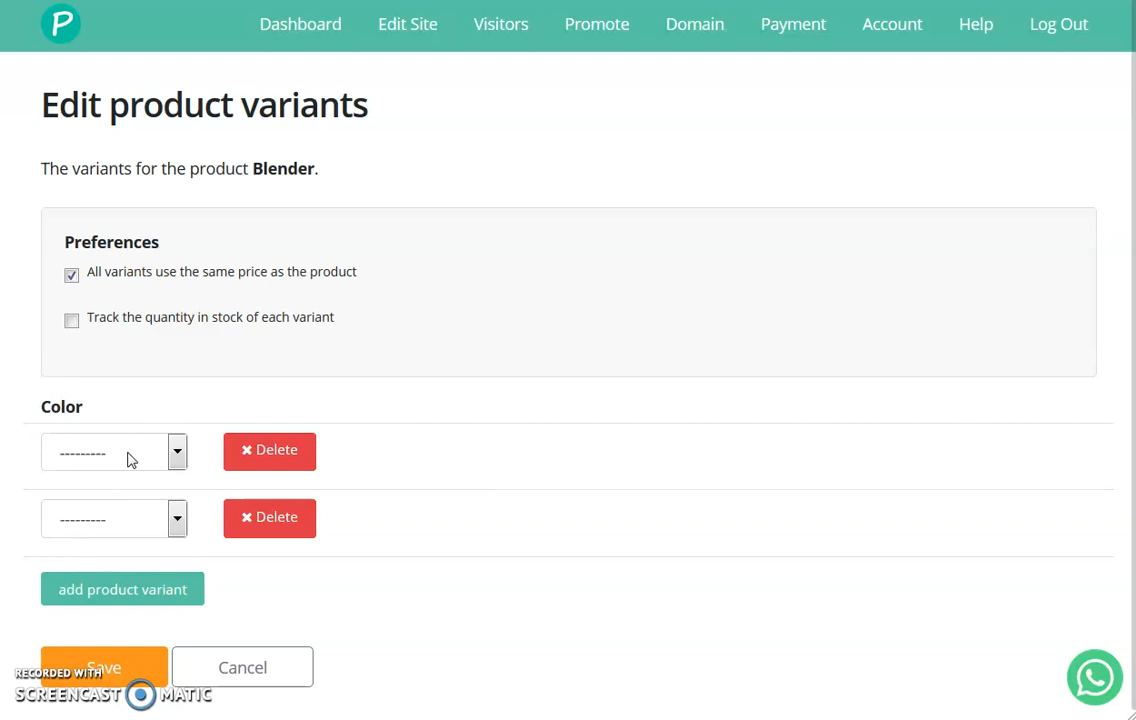 P
Dashboard Edit Site Visitors Promote Domain Payment Account Help Log Out
Edit product variants
The variants for the product Blender.
Preferences
All variants use the same price as the product
Track the quantity in stock of each variant
Color
--------- ✖ Delete
--------- ✖ Delete
add product variant
Save Cancel
RECORDED WITH
SCREENCAST MATIC